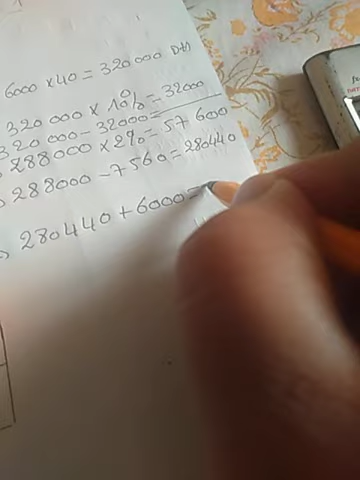 6000 × 40 = 320 000 Dh
320 000 × 10% = 32000
320 000 - 32000 =
288000 × 2% = 57 600
288000 - 7560 = 280440
280440 + 6000 =